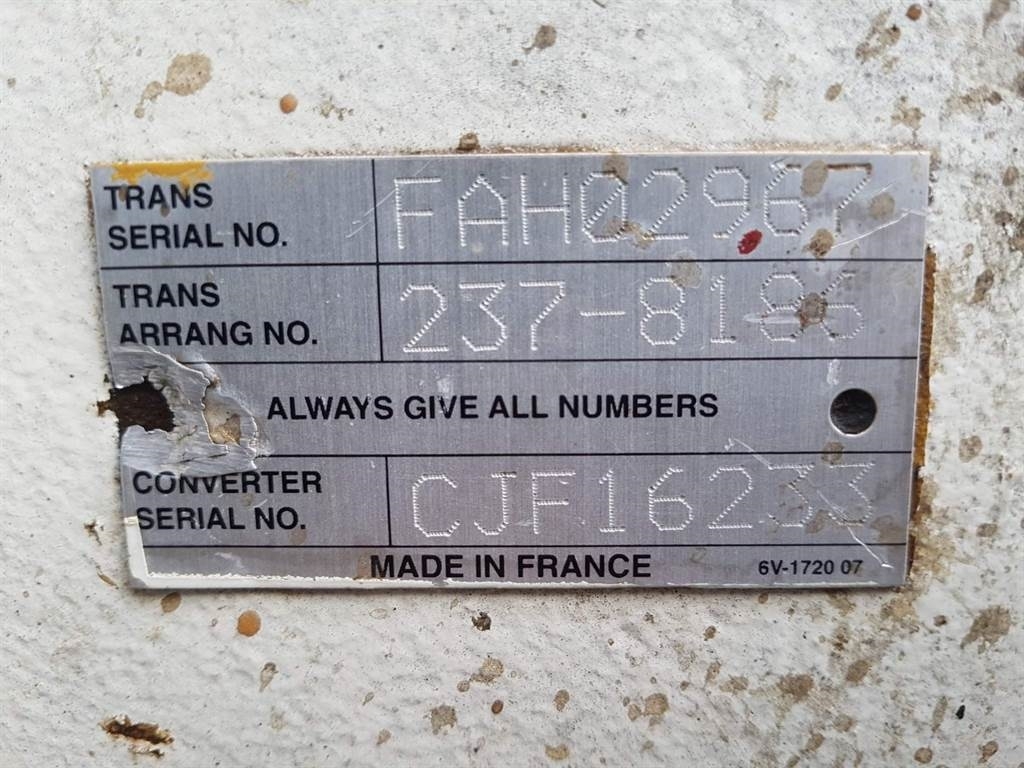 TRANS
SERIAL NO. FAH02967
TRANS
ARRANG NO. 237-8186
ALWAYS GIVE ALL NUMBERS
CONVERTER
SERIAL NO. CJF16233
MADE IN FRANCE 6V-1720 07